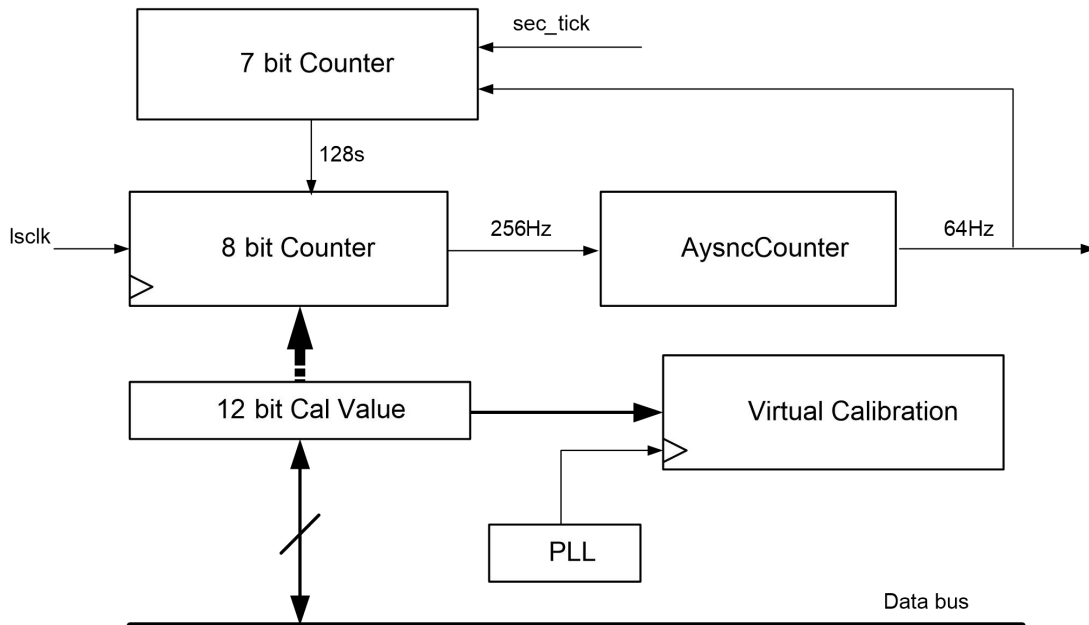 sec_tick
7 bit Counter
128s
lsclk
8 bit Counter
256Hz
AysncCounter
64Hz
12 bit Cal Value
Virtual Calibration
PLL
Data bus